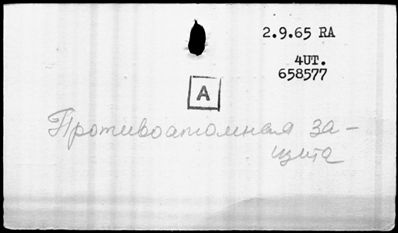 2.9.65 RA
4UT.
658577
A
Противоатомная за-
щита